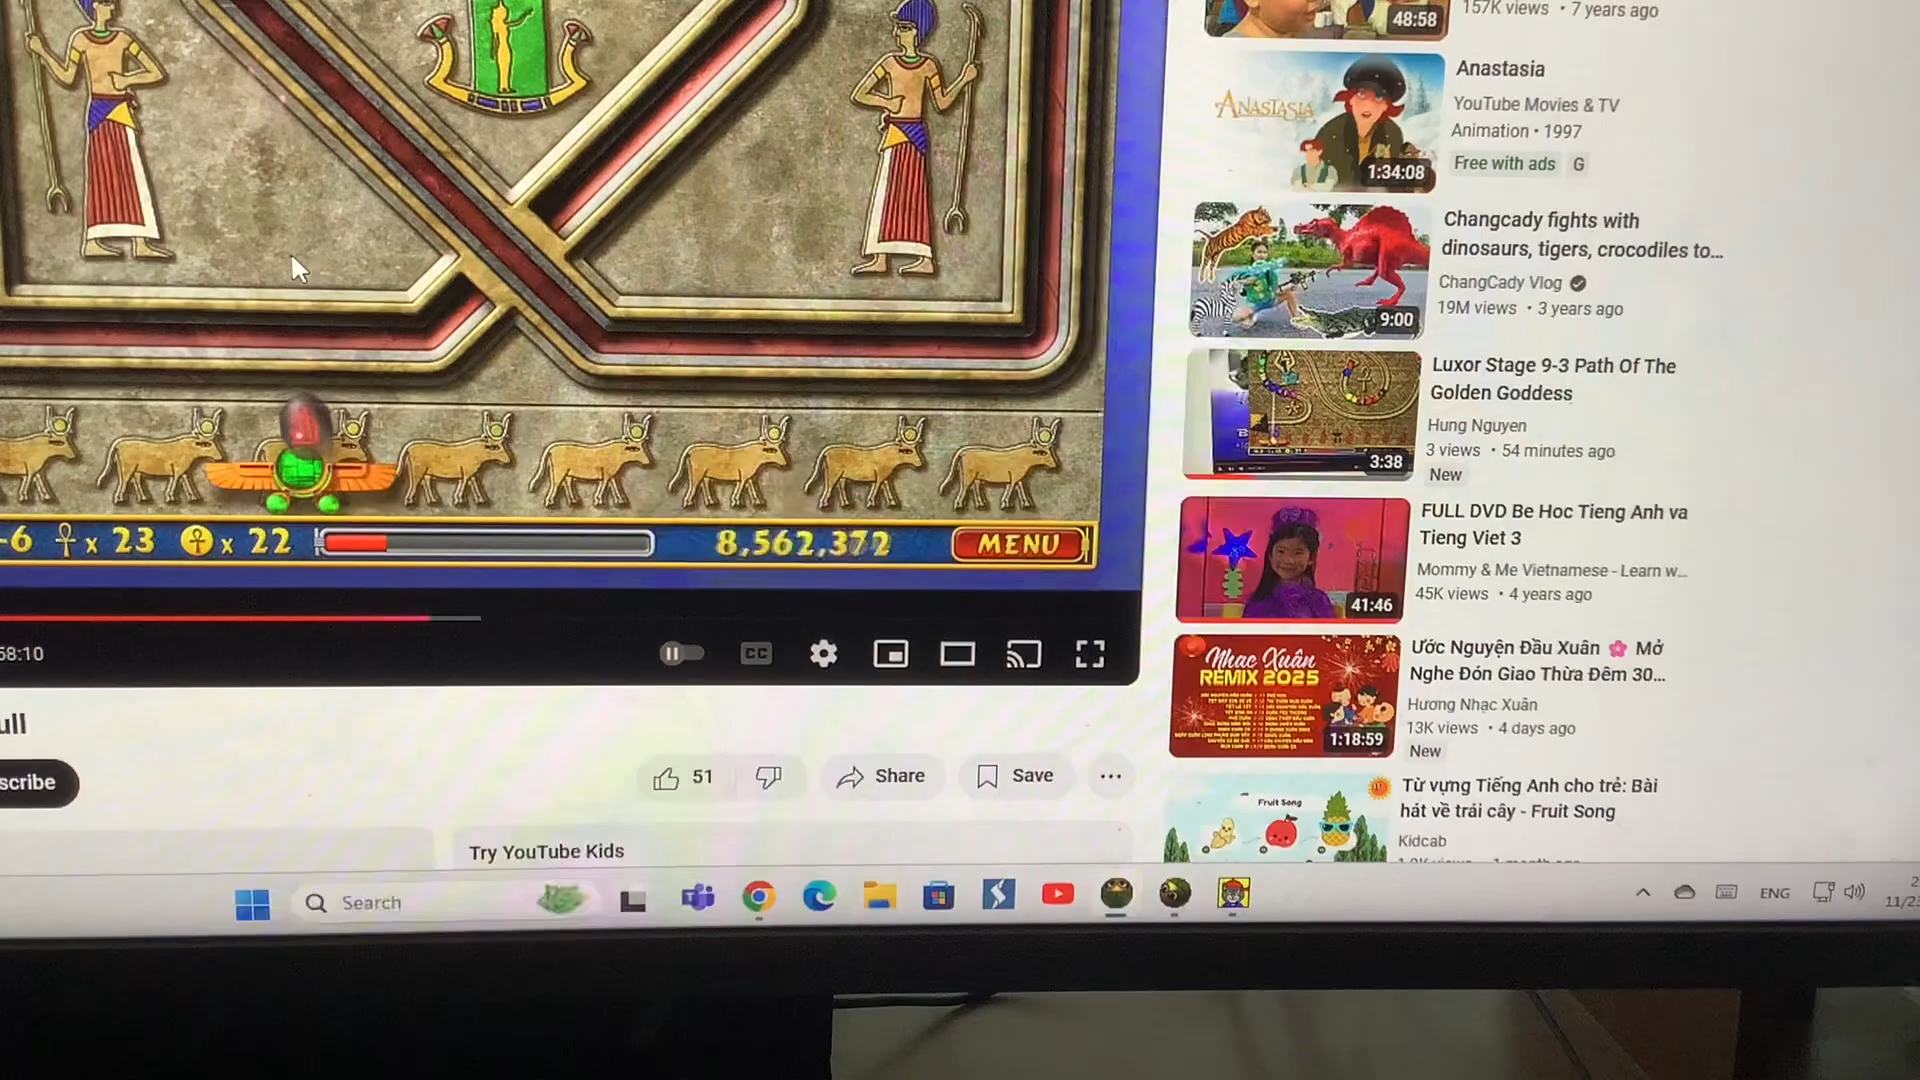 48:58
157K views • 7 years ago
ANASTASIA
1:34:08
Anastasia
YouTube Movies & TV
Animation • 1997
Free with ads G
9:00
Changcady fights with
dinosaurs, tigers, crocodiles to...
ChangCady Vlog
19M views • 3 years ago
3:38
Luxor Stage 9-3 Path Of The
Golden Goddess
Hung Nguyen
3 views • 54 minutes ago
New
41:46
FULL DVD Be Hoc Tieng Anh va
Tieng Viet 3
Mommy & Me Vietnamese - Learn w...
45K views • 4 years ago
Nhạc Xuân
REMIX 2025
1:18:59
Ước Nguyện Đầu Xuân 🌸 Mở
Nghe Đón Giao Thừa Đêm 30...
Hương Nhạc Xuân
13K views • 4 days ago
New
Fruit Song
Từ vựng Tiếng Anh cho trẻ: Bài
hát về trái cây - Fruit Song
Kidcab
-6 x 23 x 22 8,562,372 MENU
58:10
CC
ull
scribe
51 Share Save
Try YouTube Kids
Search
ENG
11/23